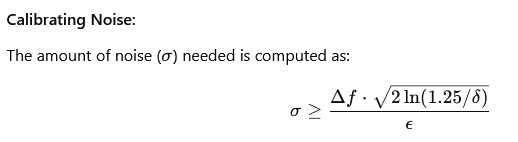 Calibrating Noise:
The amount of noise (σ) needed is computed as:
σ ≥ Δf · √(2 ln(1.25/δ)) / ϵ